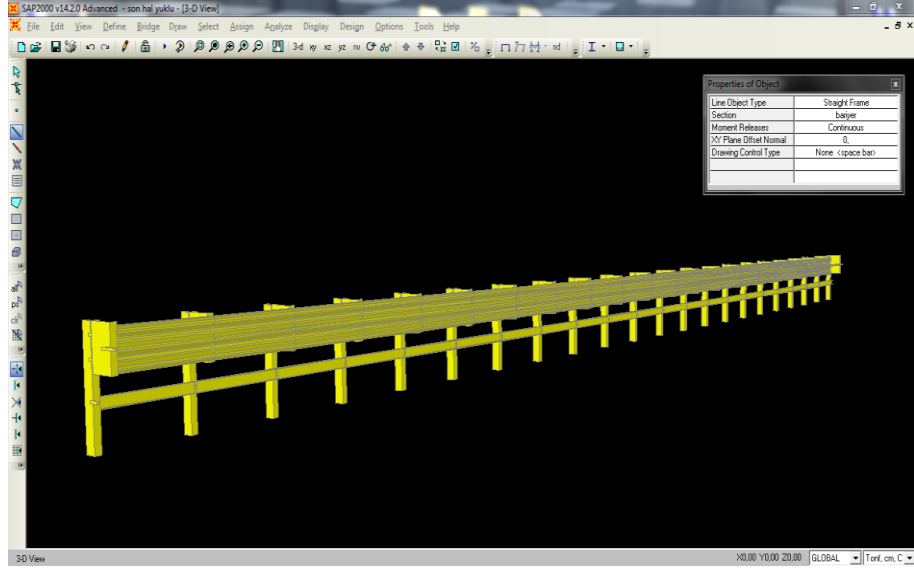 SAP2000 v14.2.0 Advanced - son hal yuklu - [3-D View]
File Edit View Define Bridge Draw Select Assign Analyze Display Design Options Tools Help
3-d xy xz yz nv nd
Properties of Object
Line Object Type Straight Frame
Section bariyer
Moment Releases Continuous
XY Plane Offset Normal 0,
Drawing Control Type None <space bar>
all
ps
clr
3-D View X0,00 Y0,00 Z0,00 GLOBAL Tonf, cm, C